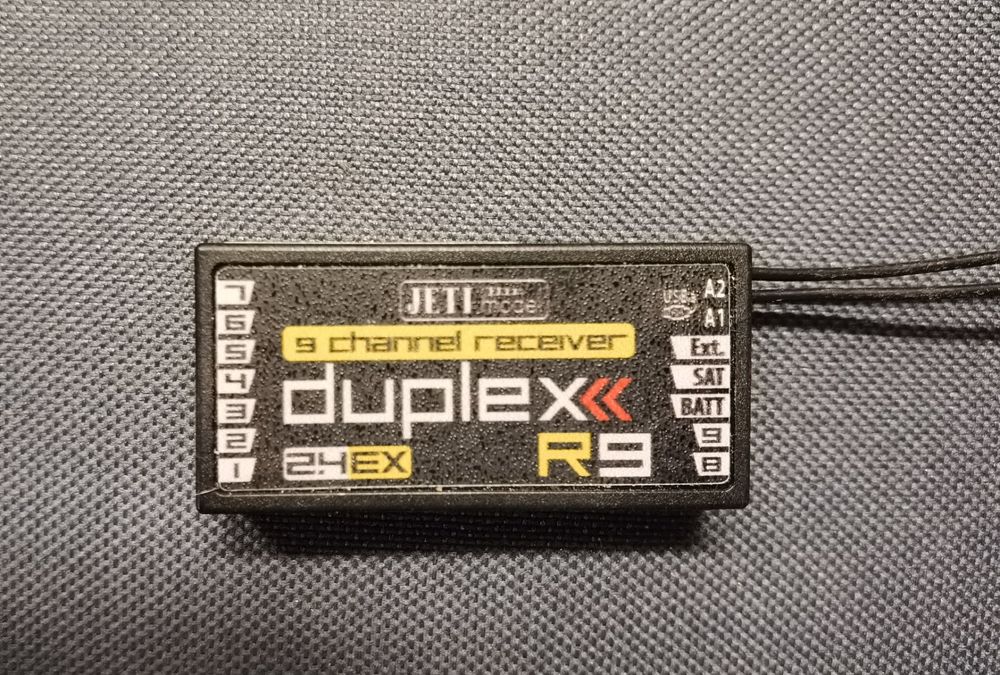 JETI model
9 channel receiver
duplex
2.4EX R9
7
6
5
4
3
2
1
USB
A2
A1
Ext.
SAT
BATT
9
8